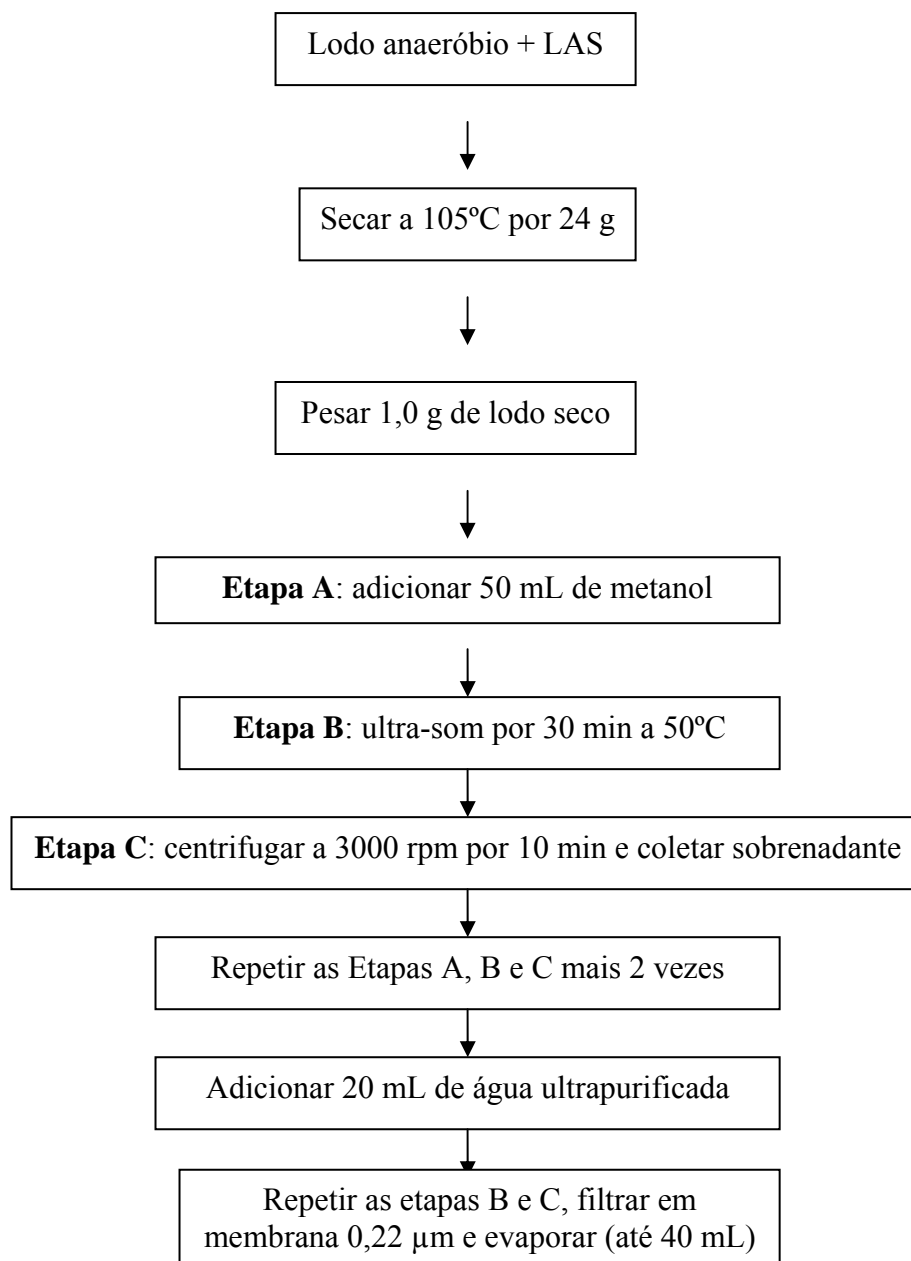 Lodo anaeróbio + LAS
Secar a 105ºC por 24 g
Pesar 1,0 g de lodo seco
Etapa A: adicionar 50 mL de metanol
Etapa B: ultra-som por 30 min a 50ºC
Etapa C: centrifugar a 3000 rpm por 10 min e coletar sobrenadante
Repetir as Etapas A, B e C mais 2 vezes
Adicionar 20 mL de água ultrapurificada
Repetir as etapas B e C, filtrar em
membrana 0,22 µm e evaporar (até 40 mL)